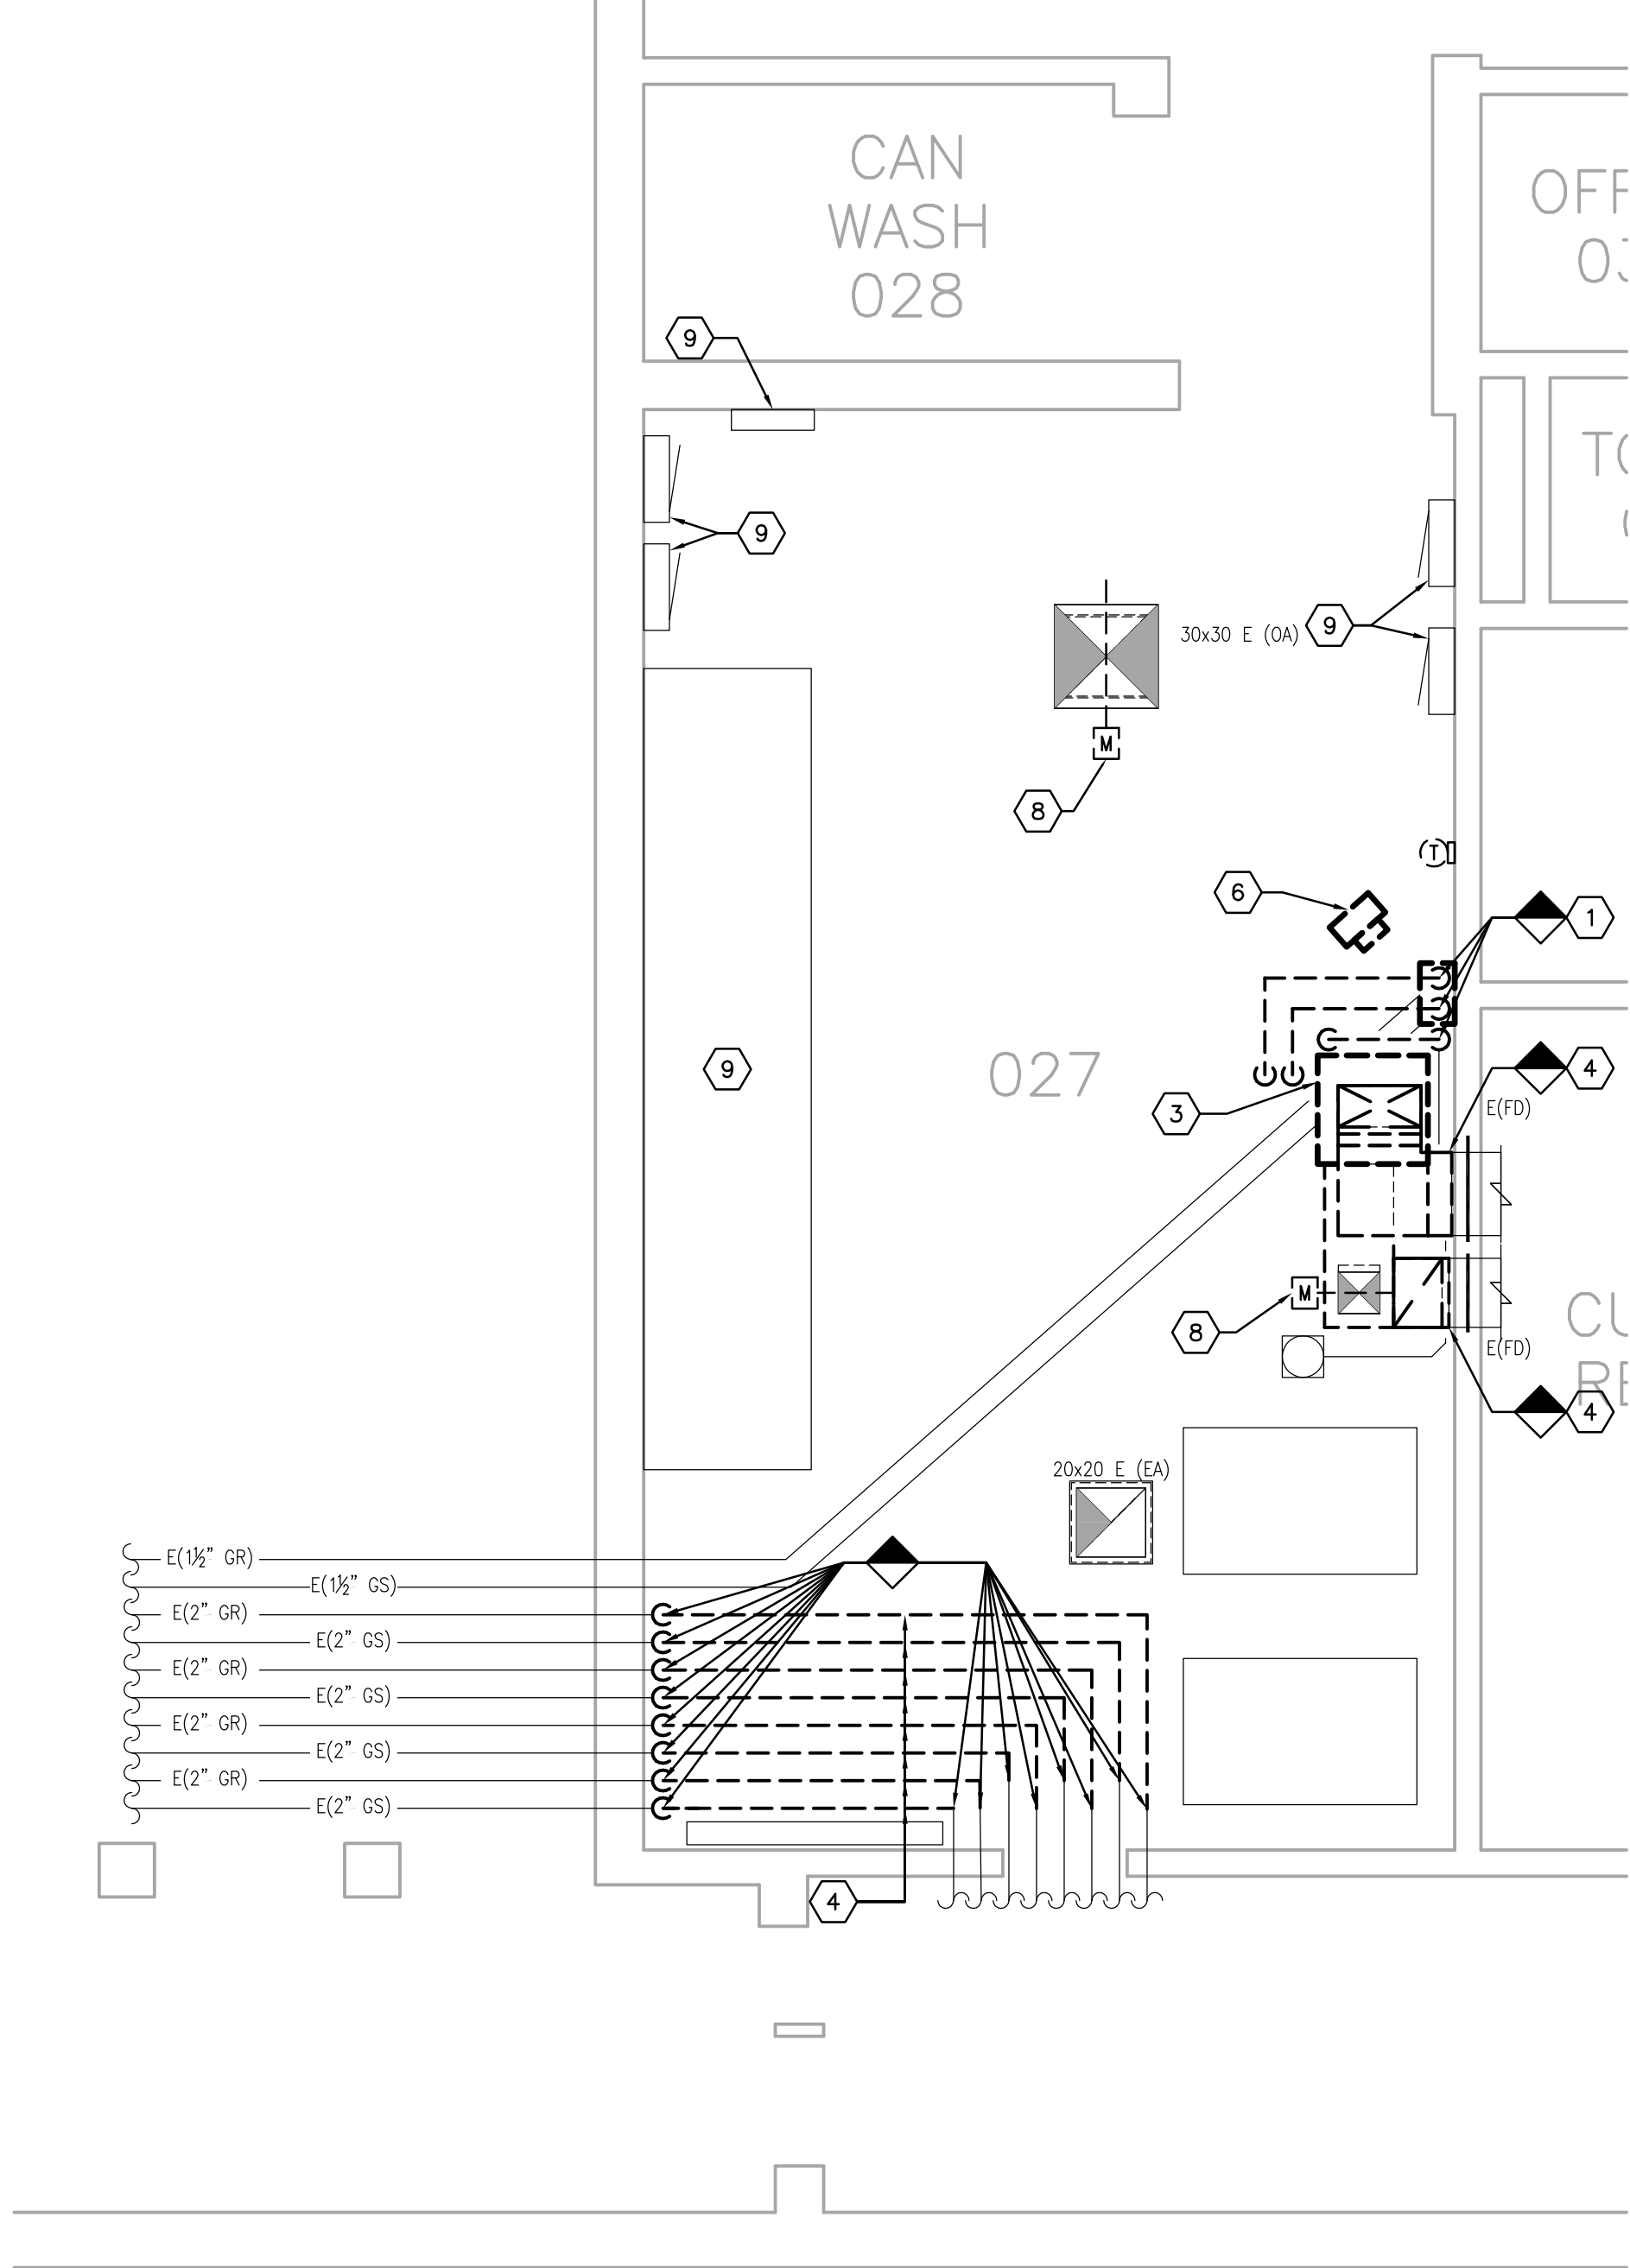 CAN
WASH
028
9
9
30x30 E (OA)
9
M
8
T
6
1
9
027
3
4
E(FD)
M
8
E(FD)
4
20x20 E (EA)
E(1½" GR)
E(1½" GS)
E(2" GR)
E(2" GS)
E(2" GR)
E(2" GS)
E(2" GR)
E(2" GS)
E(2" GR)
E(2" GS)
4